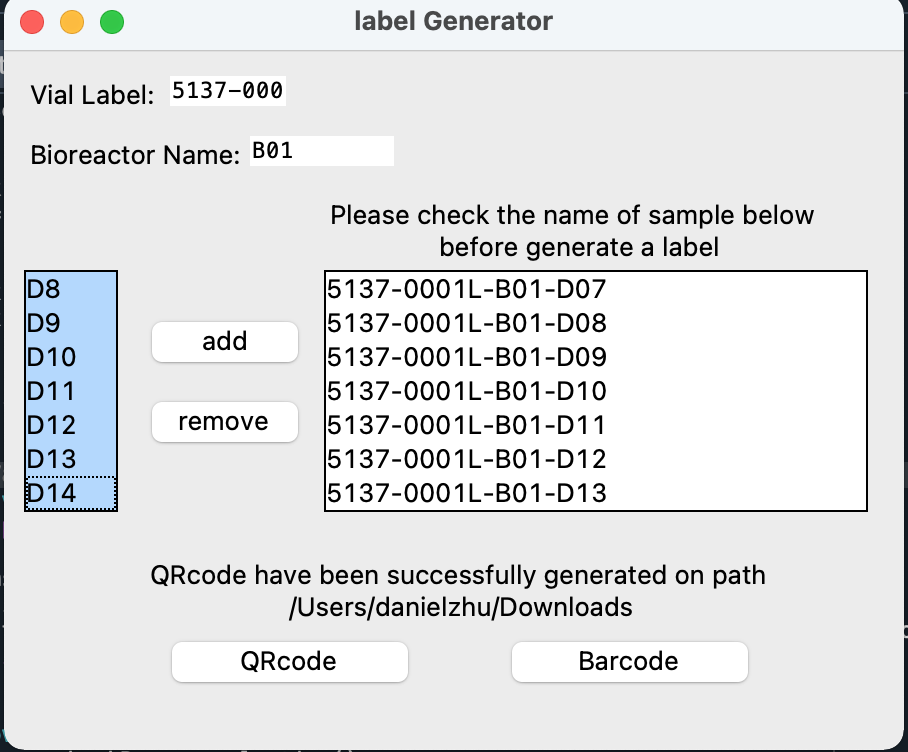 label Generator
Vial Label: 5137-000
Bioreactor Name: B01
Please check the name of sample below
before generate a label
D8
D9
D10
D11
D12
D13
D14
add
remove
5137-0001L-B01-D07
5137-0001L-B01-D08
5137-0001L-B01-D09
5137-0001L-B01-D10
5137-0001L-B01-D11
5137-0001L-B01-D12
5137-0001L-B01-D13
QRcode have been successfully generated on path
/Users/danielzhu/Downloads
QRcode
Barcode